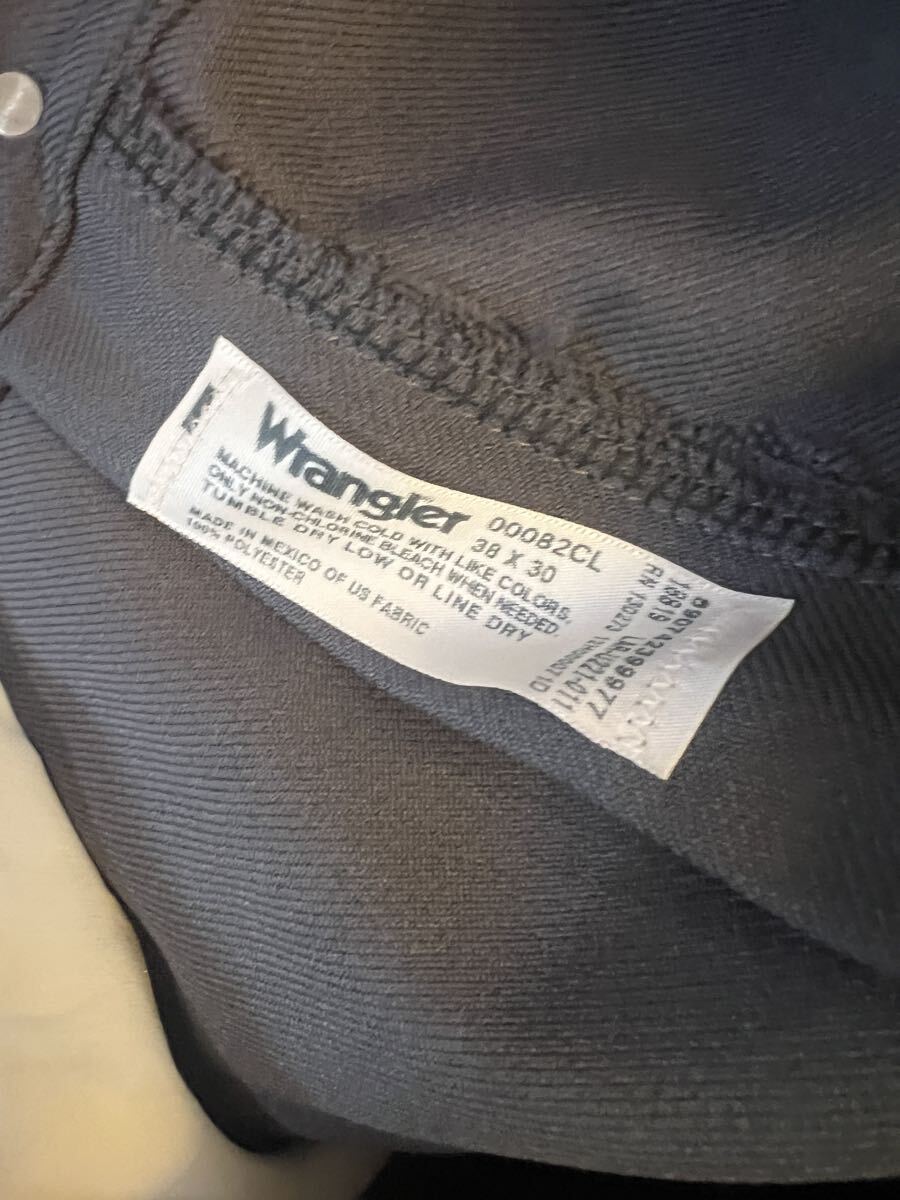 Wrangler
00082CL
38 X 30
MACHINE WASH COLD WITH LIKE COLORS.
ONLY NON-CHLORINE BLEACH WHEN NEEDED.
TUMBLE DRY LOW OR LINE DRY
MADE IN MEXICO OF US FABRIC
100% POLYESTER
RN 130273